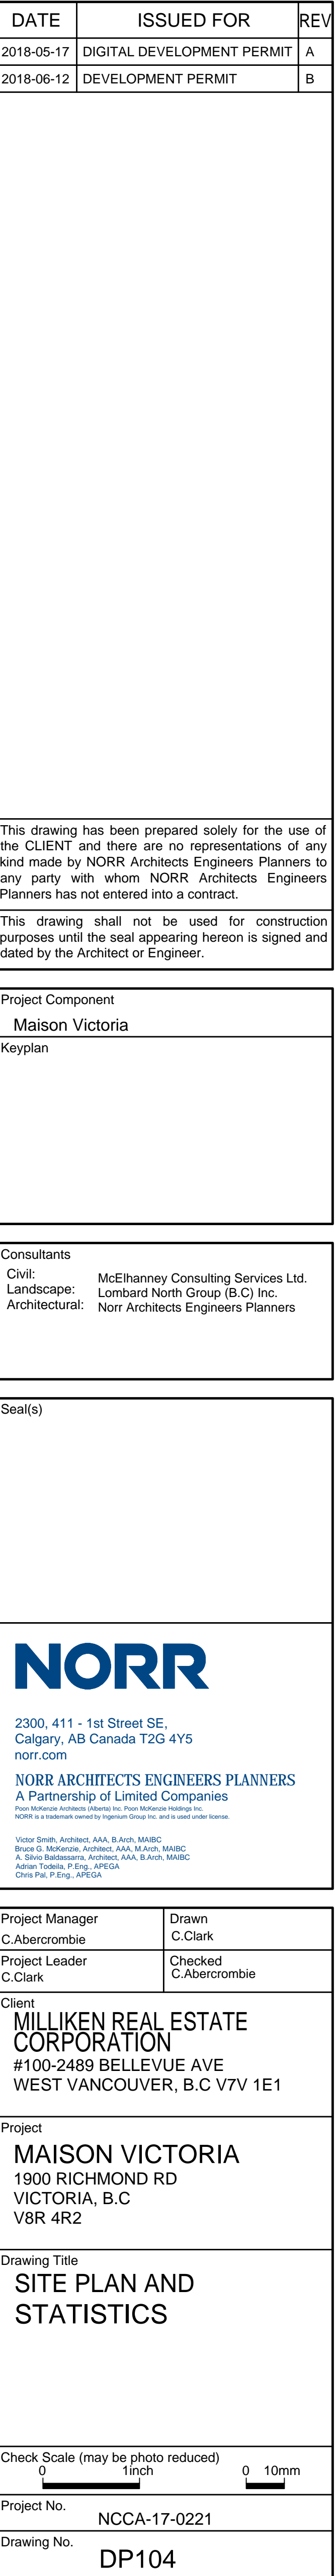 DATE ISSUED FOR REV
2018-05-17 DIGITAL DEVELOPMENT PERMIT A
2018-06-12 DEVELOPMENT PERMIT B
This drawing has been prepared solely for the use of
the CLIENT and there are no representations of any
kind made by NORR Architects Engineers Planners to
any party with whom NORR Architects Engineers
Planners has not entered into a contract.
This drawing shall not be used for construction
purposes until the seal appearing hereon is signed and
dated by the Architect or Engineer.
Project Component
Maison Victoria
Keyplan
Consultants
Civil: McElhanney Consulting Services Ltd.
Landscape: Lombard North Group (B.C) Inc.
Architectural: Norr Architects Engineers Planners
Seal(s)
NORR
2300, 411 - 1st Street SE,
Calgary, AB Canada T2G 4Y5
norr.com
NORR ARCHITECTS ENGINEERS PLANNERS
A Partnership of Limited Companies
Poon McKenzie Architects (Alberta) Inc. Poon McKenzie Holdings Inc.
NORR is a trademark owned by Ingenium Group Inc. and is used under license.
Victor Smith, Architect, AAA, B.Arch, MAIBC
Bruce G. McKenzie, Architect, AAA, M.Arch, MAIBC
A. Silvio Baldassarra, Architect, AAA, B.Arch, MAIBC
Adrian Todeila, P.Eng., APEGA
Chris Pal, P.Eng., APEGA
Project Manager Drawn
C.Abercrombie C.Clark
Project Leader Checked
C.Clark C.Abercrombie
Client
MILLIKEN REAL ESTATE
CORPORATION
#100-2489 BELLEVUE AVE
WEST VANCOUVER, B.C V7V 1E1
Project
MAISON VICTORIA
1900 RICHMOND RD
VICTORIA, B.C
V8R 4R2
Drawing Title
SITE PLAN AND
STATISTICS
Check Scale (may be photo reduced)
0 1inch 0 10mm
Project No.
NCCA-17-0221
Drawing No.
DP104